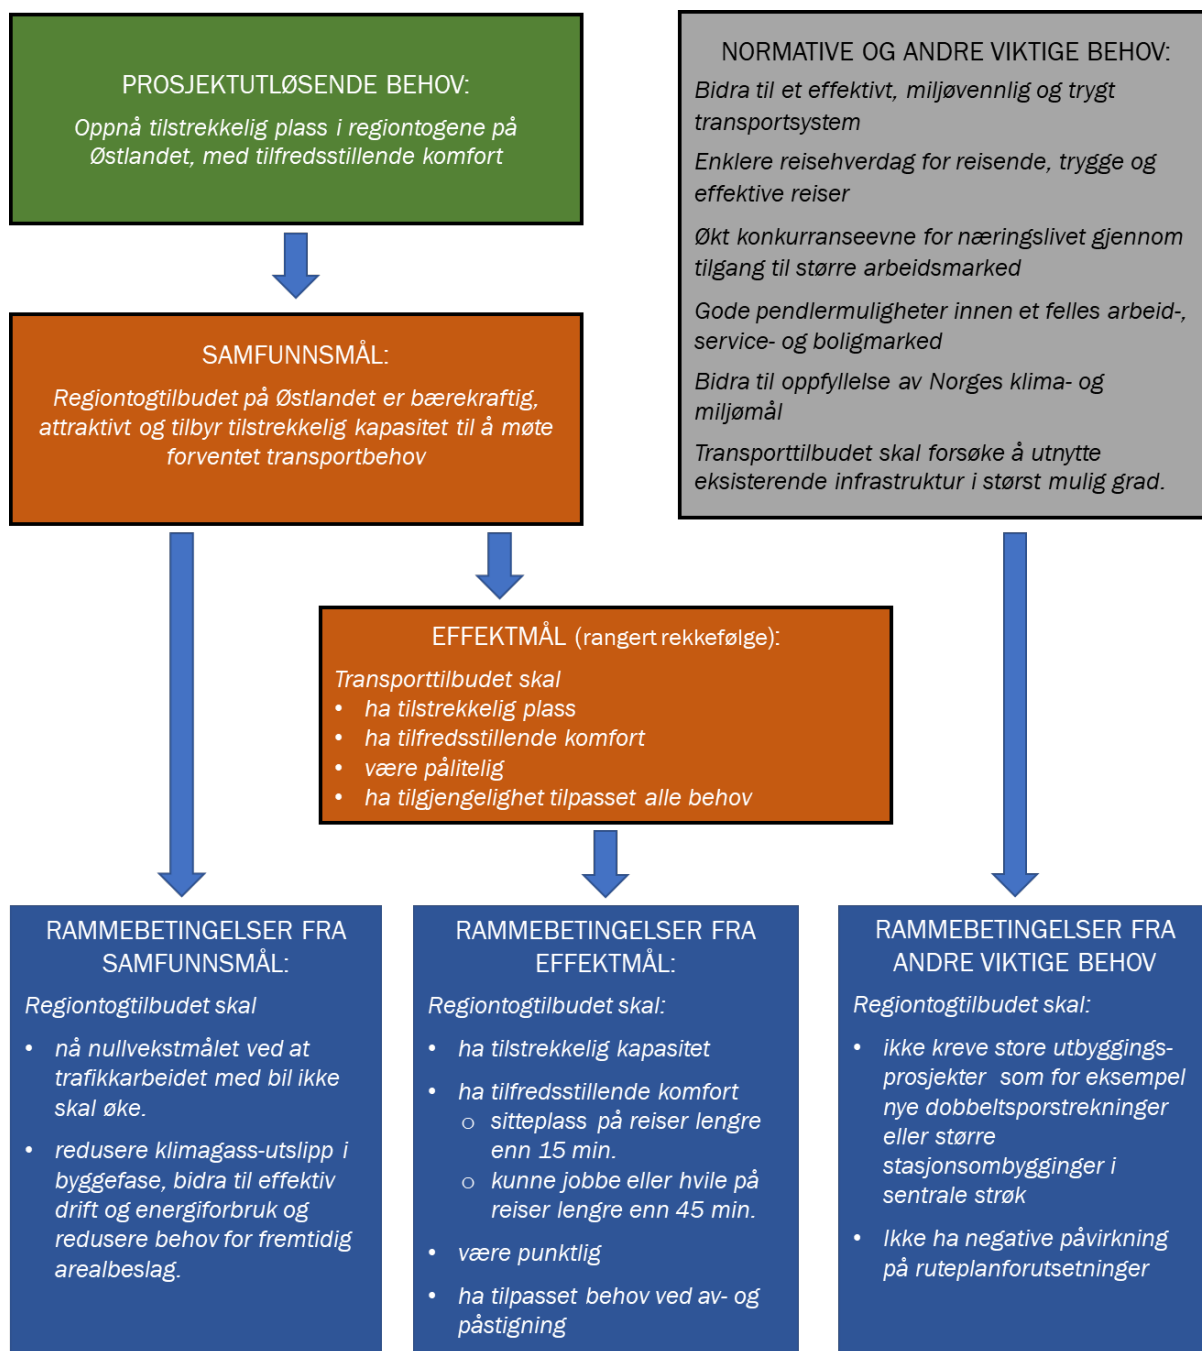 PROSJEKTUTLØSENDE BEHOV:
Oppnå tilstrekkelig plass i regiontogene på
Østlandet, med tilfredsstillende komfort
NORMATIVE OG ANDRE VIKTIGE BEHOV:
Bidra til et effektivt, miljøvennlig og trygt
transportsystem
Enklere reisehverdag for reisende, trygge og
effektive reiser
Økt konkurranseevne for næringslivet gjennom
tilgang til større arbeidsmarked
Gode pendlermuligheter innen et felles arbeid-,
service- og boligmarked
Bidra til oppfyllelse av Norges klima- og
miljømål
Transporttilbudet skal forsøke å utnytte
eksisterende infrastruktur i størst mulig grad.
SAMFUNNSMÅL:
Regiontogtilbudet på Østlandet er bærekraftig,
attraktivt og tilbyr tilstrekkelig kapasitet til å møte
forventet transportbehov
EFFEKTMÅL (rangert rekkefølge):
Transporttilbudet skal
• ha tilstrekkelig plass
• ha tilfredsstillende komfort
• være pålitelig
• ha tilgjengelighet tilpasset alle behov
RAMMEBETINGELSER FRA
SAMFUNNSMÅL:
Regiontogtilbudet skal
• nå nullvekstmålet ved at
trafikkarbeidet med bil ikke
skal øke.
• redusere klimagass-utslipp i
byggefase, bidra til effektiv
drift og energiforbruk og
redusere behov for fremtidig
arealbeslag.
RAMMEBETINGELSER FRA
EFFEKTMÅL:
Regiontogtilbudet skal:
• ha tilstrekkelig kapasitet
• ha tilfredsstillende komfort
o sitteplass på reiser lengre
enn 15 min.
o kunne jobbe eller hvile på
reiser lengre enn 45 min.
• være punktlig
• ha tilpasset behov ved av- og
påstigning
RAMMEBETINGELSER FRA
ANDRE VIKTIGE BEHOV
Regiontogtilbudet skal:
• ikke kreve store utbyggings-
prosjekter som for eksempel
nye dobbeltsporstrekninger
eller større
stasjonsombygginger i
sentrale strøk
• Ikke ha negative påvirkning
på ruteplanforutsetninger